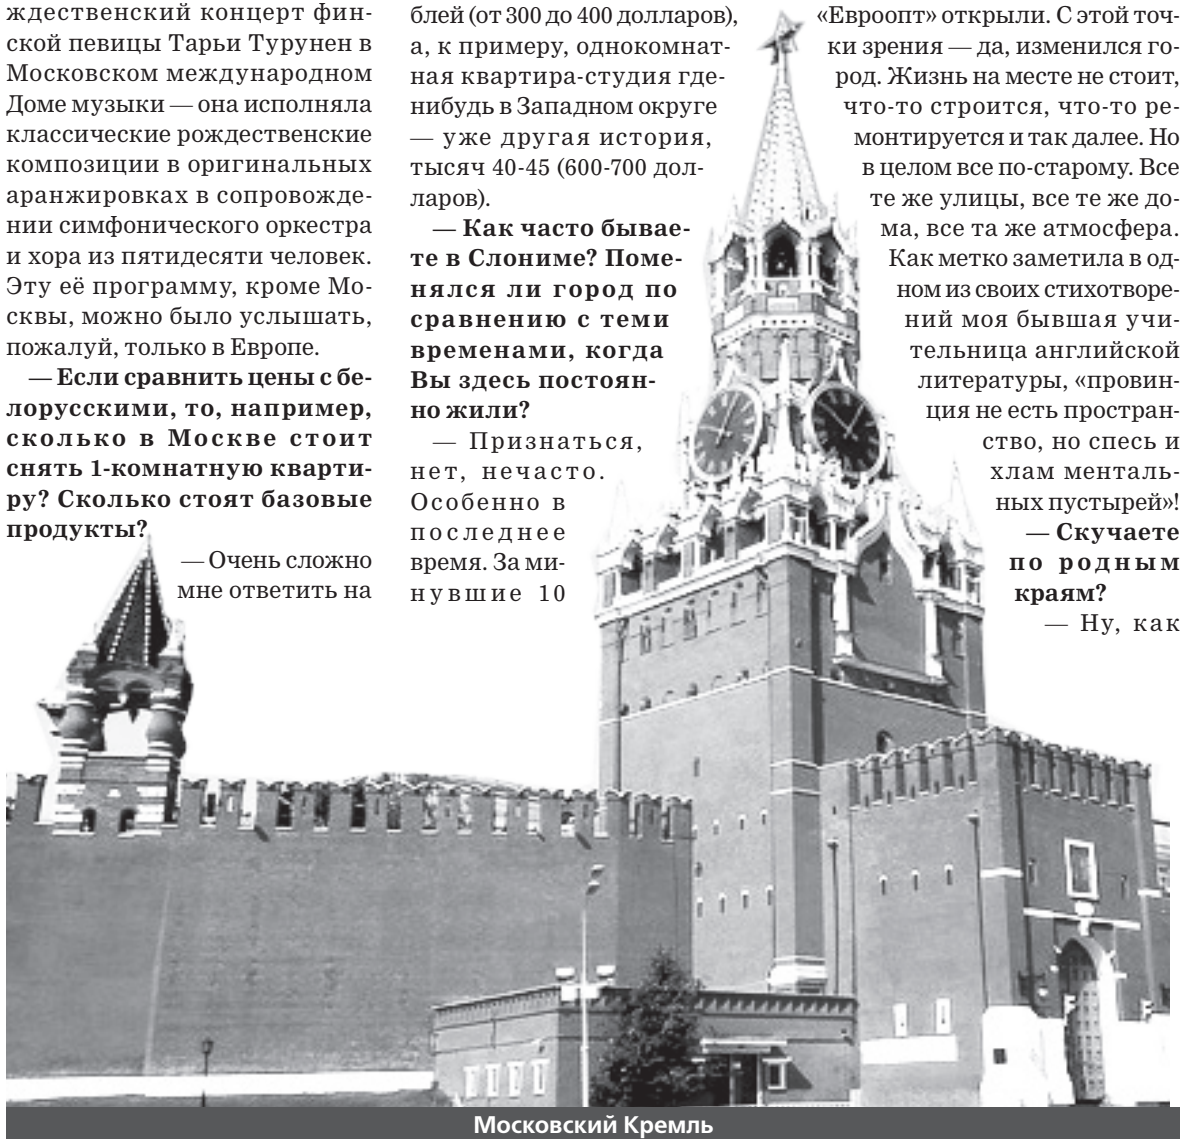 ждественский концерт фин-
ской певицы Тарьи Турунен в
Московском международном
Доме музыки — она исполняла
классические рождественские
композиции в оригинальных
аранжировках в сопровожде-
нии симфонического оркестра
и хора из пятидесяти человек.
Эту её программу, кроме Мо-
сквы, можно было услышать,
пожалуй, только в Европе.
— Если сравнить цены с бе-
лорусскими, то, например,
сколько в Москве стоит
снять 1-комнатную кварти-
ру? Сколько стоят базовые
продукты?
— Очень сложно
мне ответить на
блей (от 300 до 400 долларов),
а, к примеру, однокомнат-
ная квартира-студия где-
нибудь в Западном округе
— уже другая история,
тысяч 40-45 (600-700 дол-
ларов).
— Как часто бывае-
те в Слониме? Поме-
нялся ли город по
сравнению с теми
временами, когда
Вы здесь постоян-
но жили?
— Признаться,
нет, нечасто.
Особенно в
последнее
время. За ми-
нувшие 10
«Евроопт» открыли. С этой точ-
ки зрения — да, изменился го-
род. Жизнь на месте не стоит,
что-то строится, что-то ре-
монтируется и так далее. Но
в целом все по-старому. Все
те же улицы, все те же до-
ма, все та же атмосфера.
Как метко заметила в од-
ном из своих стихотворе-
ний моя бывшая учи-
тельница английской
литературы, «провин-
ция не есть простран-
ство, но спесь и
хлам менталь-
ных пустырей»!
— Скучаете
по родным
краям?
— Ну, как
Московский Кремль